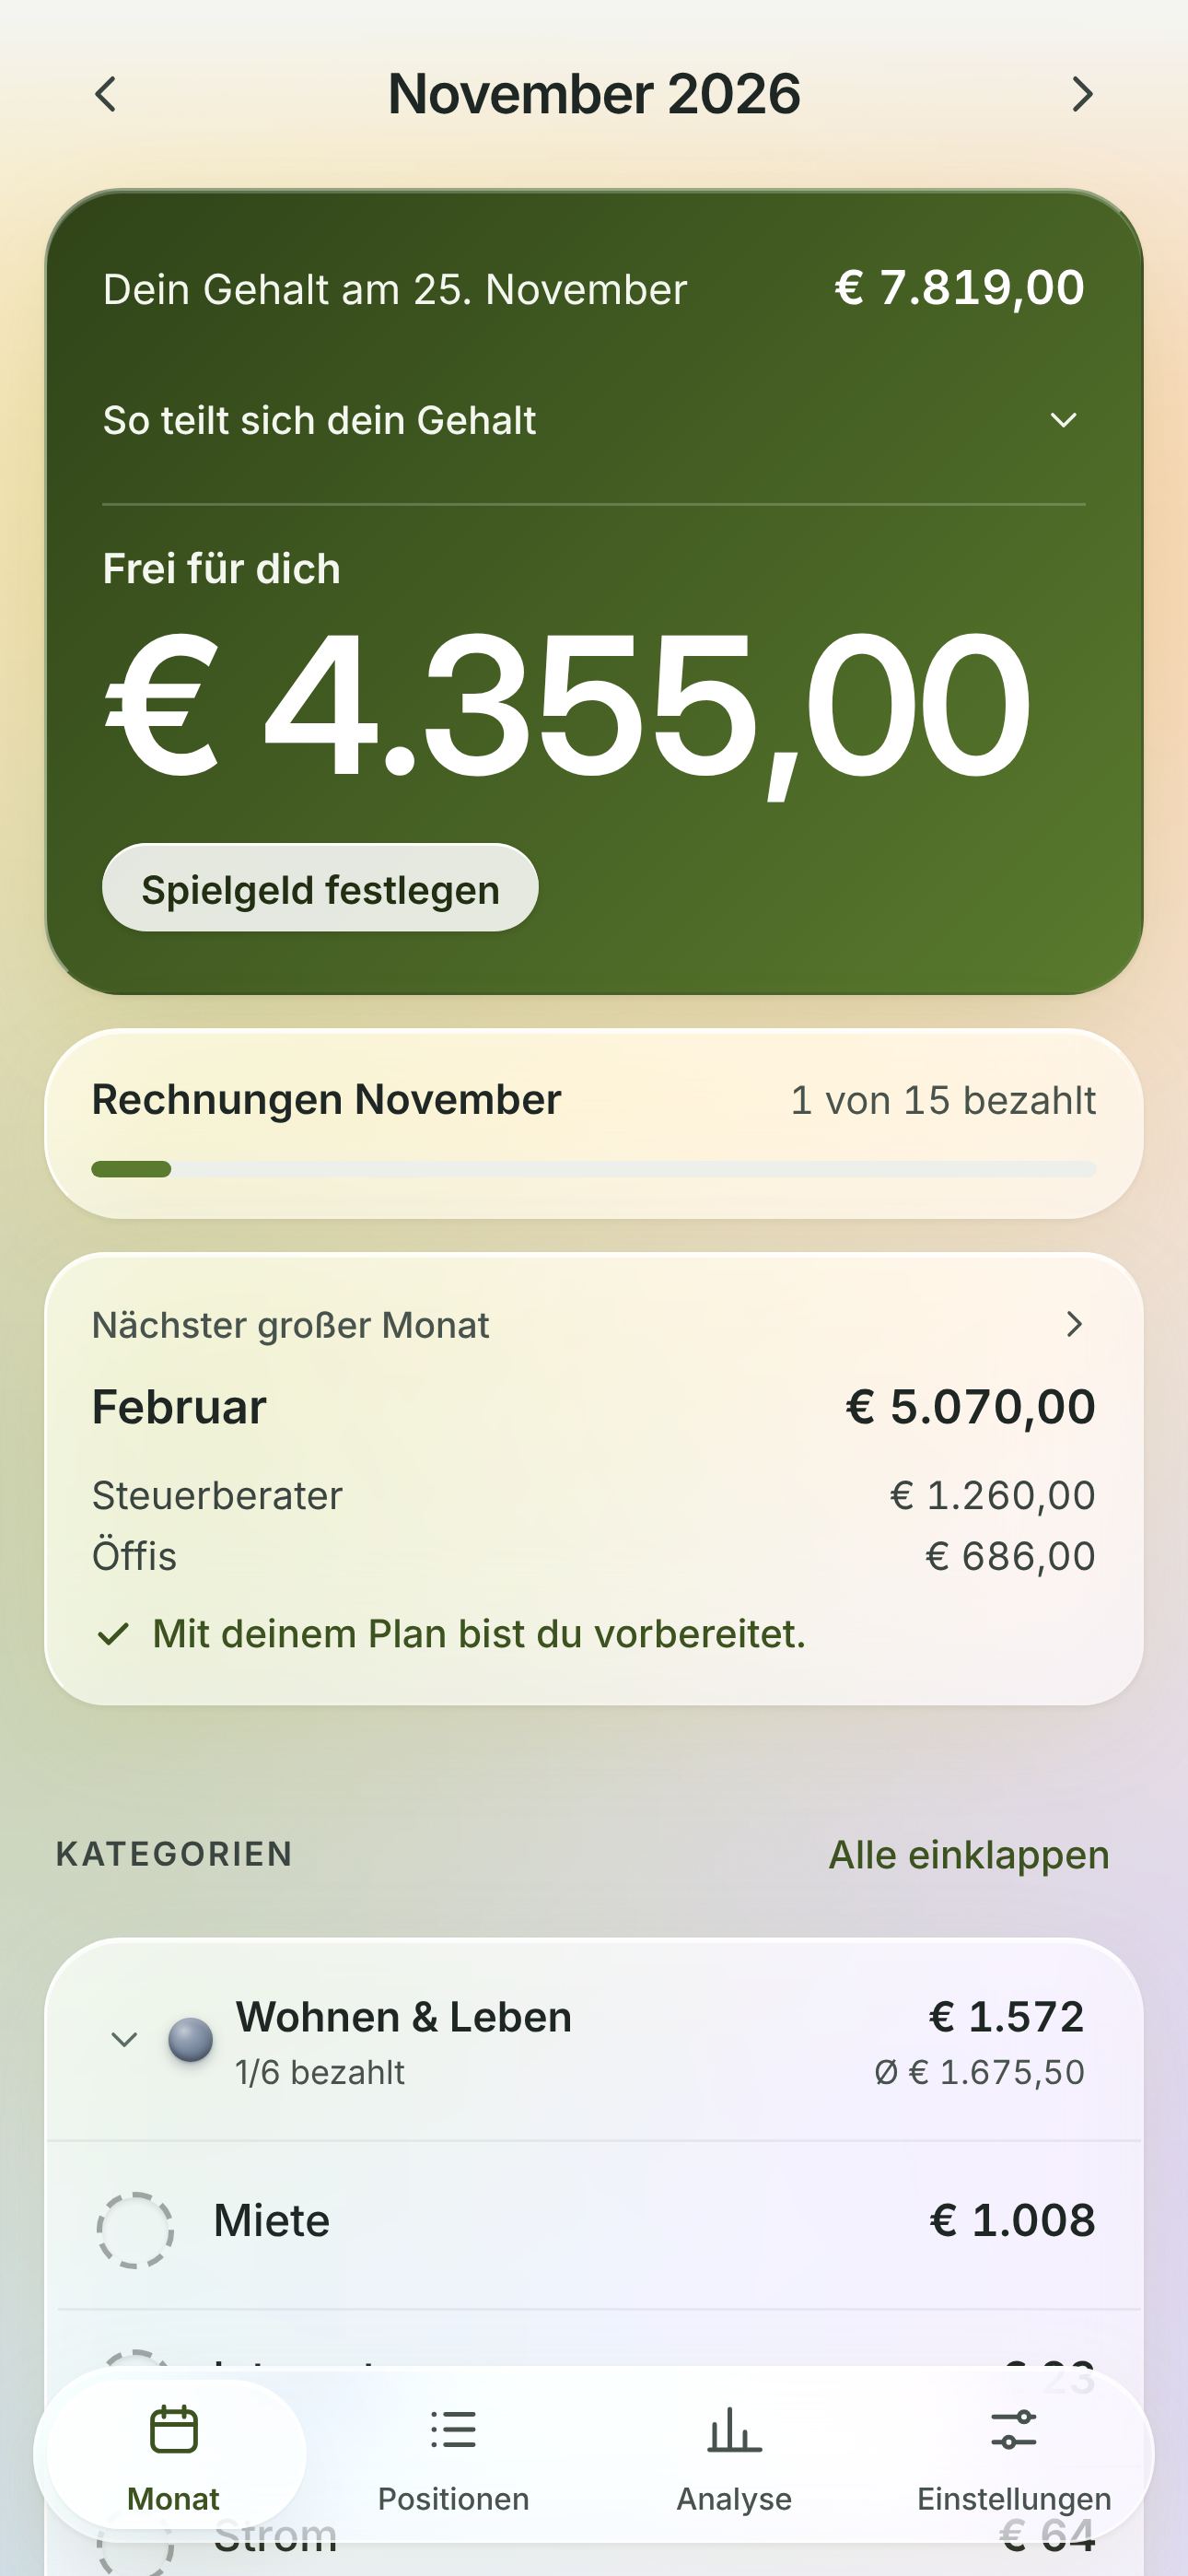 November 2026
Dein Gehalt am 25. November € 7.819,00
So teilt sich dein Gehalt
Frei für dich
€ 4.355,00
Spielgeld festlegen
Rechnungen November 1 von 15 bezahlt
Nächster großer Monat
Februar € 5.070,00
Steuerberater € 1.260,00
Öffis € 686,00
Mit deinem Plan bist du vorbereitet.
KATEGORIEN Alle einklappen
Wohnen & Leben € 1.572
1/6 bezahlt Ø € 1.675,50
Miete € 1.008
€ 23
Monat Positionen Analyse Einstellungen
Strom € 64